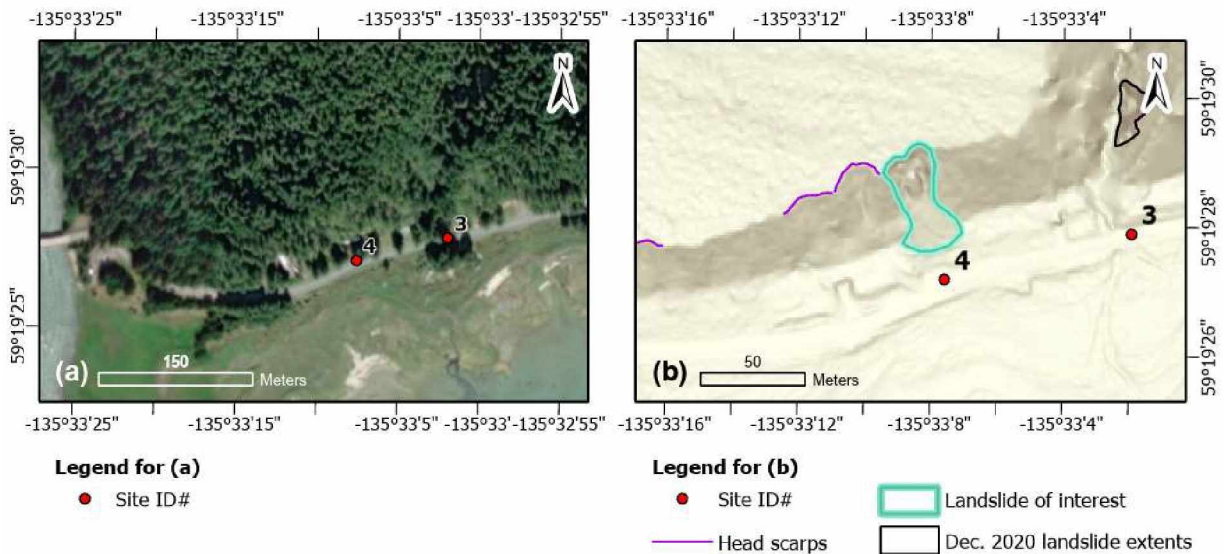 -135°33'25" -135°33'15" -135°33'5" -135°33' -135°32'55"
-135°33'16" -135°33'12" -135°33'8" -135°33'4"
N
N
59°19'30"
59°19'25"
59°19'30"
59°19'28"
59°19'26"
3
4
3
4
(a)
150
Meters
(b)
50
Meters
-135°33'25" -135°33'15" -135°33'5" -135°33' -135°32'55"
-135°33'16" -135°33'12" -135°33'8" -135°33'4"
Legend for (a)
Site ID#
Legend for (b)
Site ID#
Landslide of interest
Head scarps
Dec. 2020 landslide extents